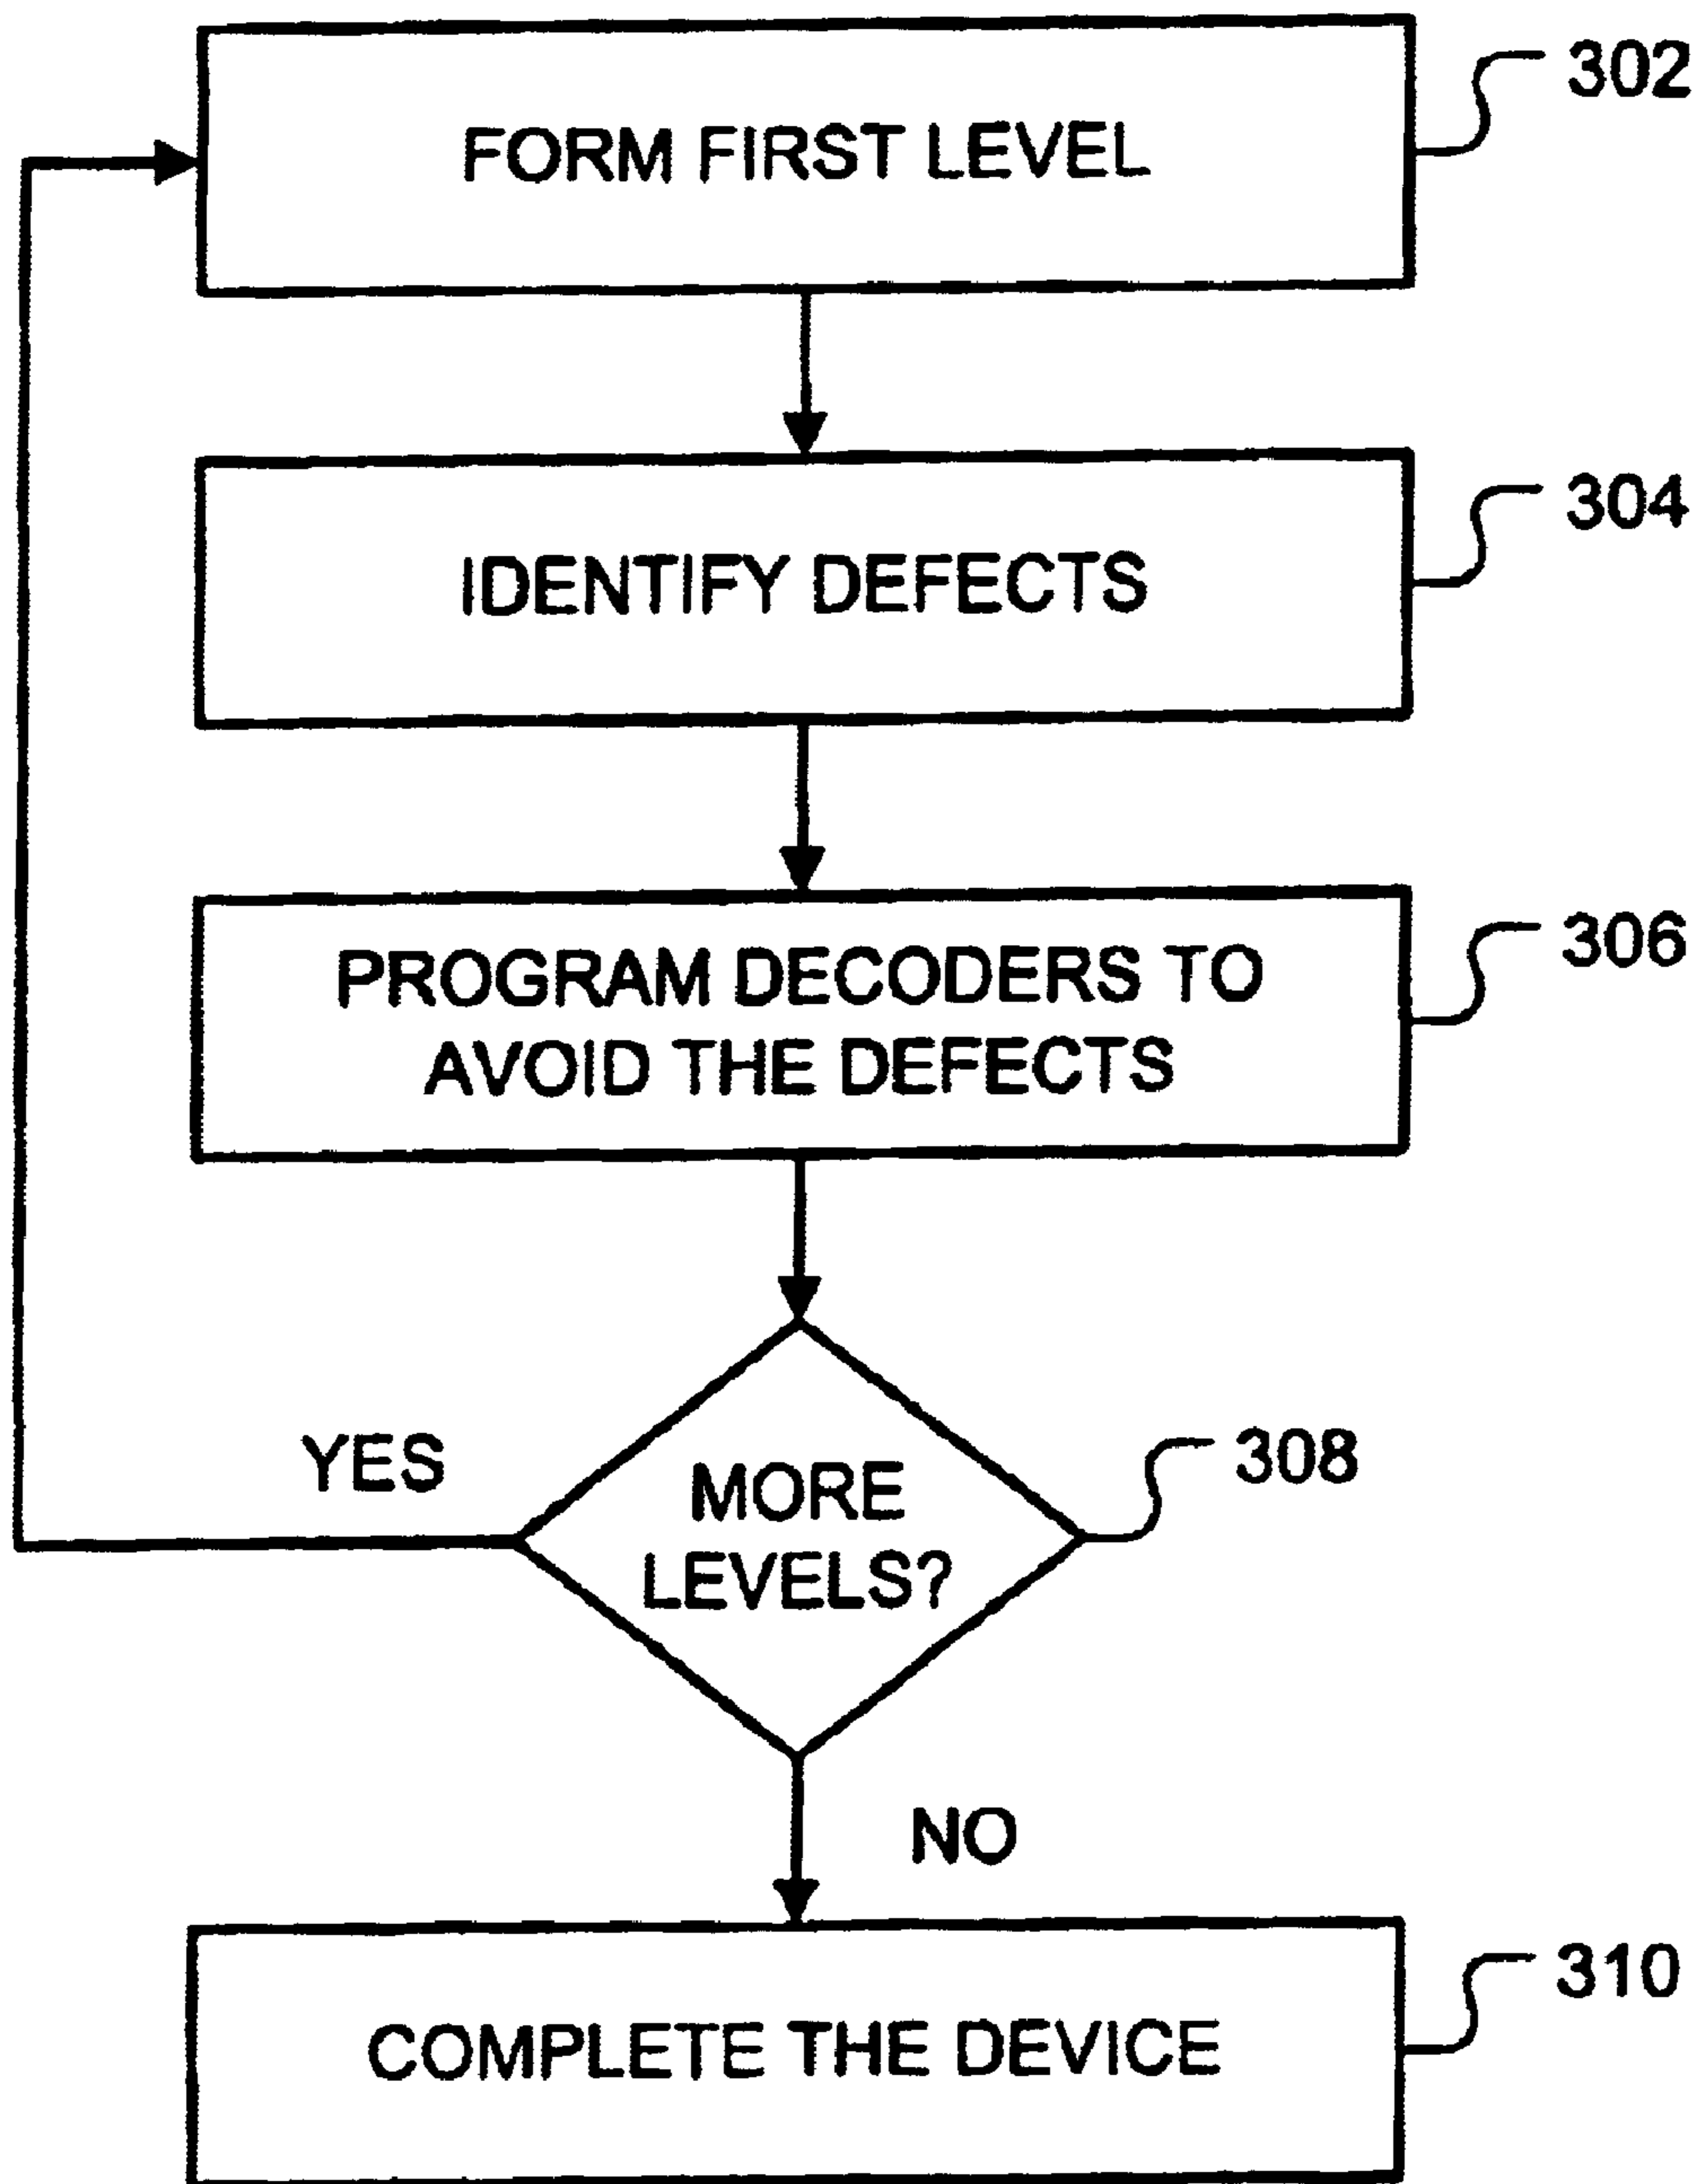 FORM FIRST LEVEL
302
IDENTIFY DEFECTS
304
PROGRAM DECODERS TO
AVOID THE DEFECTS
306
YES
MORE
LEVELS?
308
NO
COMPLETE THE DEVICE
310